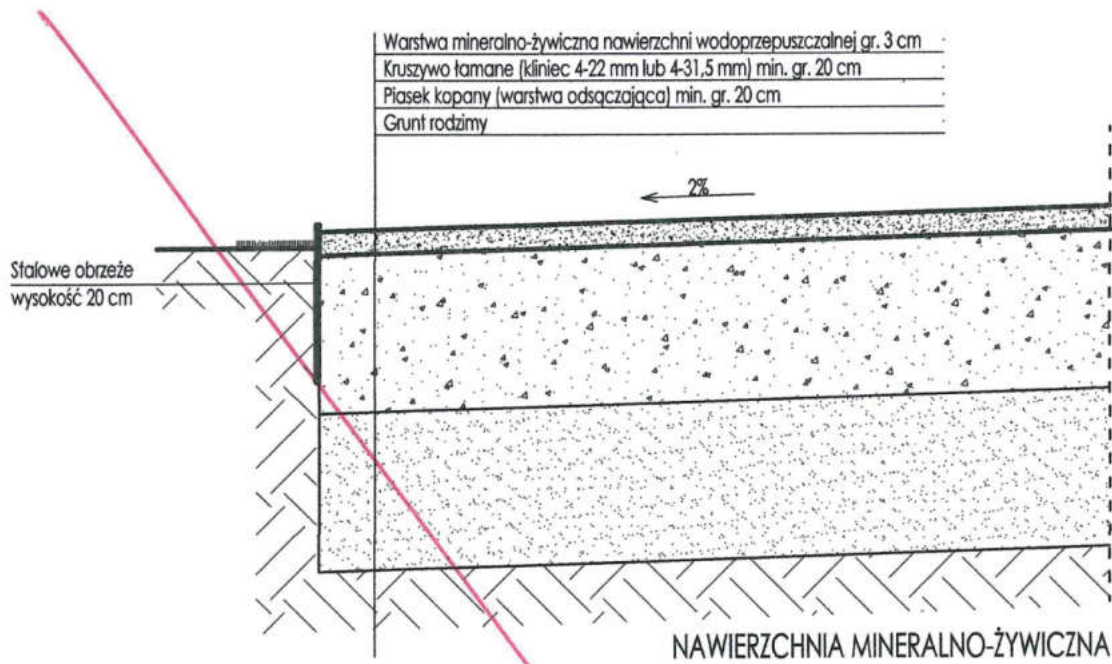 Warstwa mineralno-żywiczna nawierzchni wodoprzepuszczalnej gr. 3 cm
Kruszywo łamane (kliniec 4-22 mm lub 4-31,5 mm) min. gr. 20 cm
Piasek kopany (warstwa odsączająca) min. gr. 20 cm
Grunt rodzimy
2%
Stalowe obrzeże
wysokość 20 cm
NAWIERZCHNIA MINERALNO-ŻYWICZNA